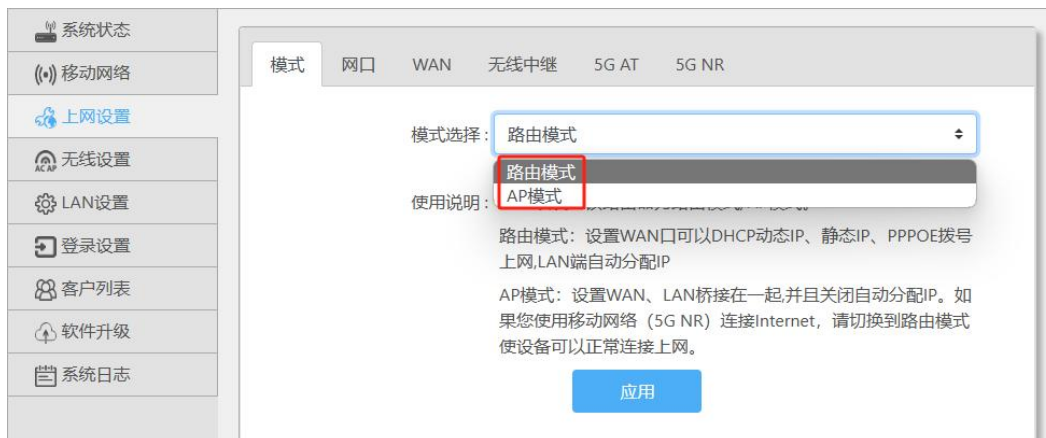 系统状态
移动网络
上网设置
无线设置
LAN设置
登录设置
客户列表
软件升级
系统日志
模式 网口 WAN 无线中继 5G AT 5G NR
模式选择: 路由模式
路由模式
AP模式
使用说明:
路由模式：设置WAN口可以DHCP动态IP、静态IP、PPPOE拨号
上网,LAN端自动分配IP
AP模式：设置WAN、LAN桥接在一起,并且关闭自动分配IP。如
果您使用移动网络（5G NR）连接Internet，请切换到路由模式
使设备可以正常连接上网。
应用